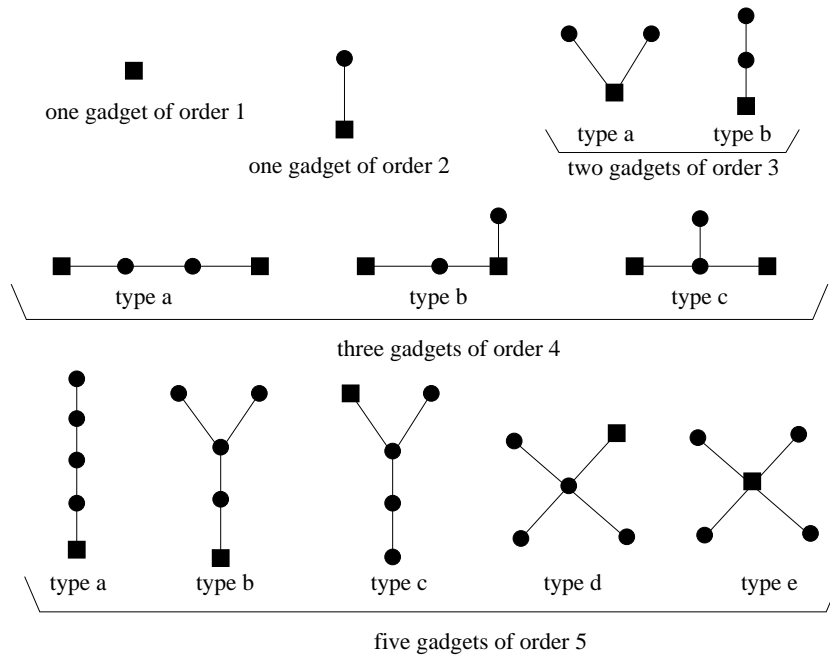 one gadget of order 1
one gadget of order 2
type a
type b
two gadgets of order 3
type a
type b
type c
three gadgets of order 4
type a
type b
type c
type d
type e
five gadgets of order 5